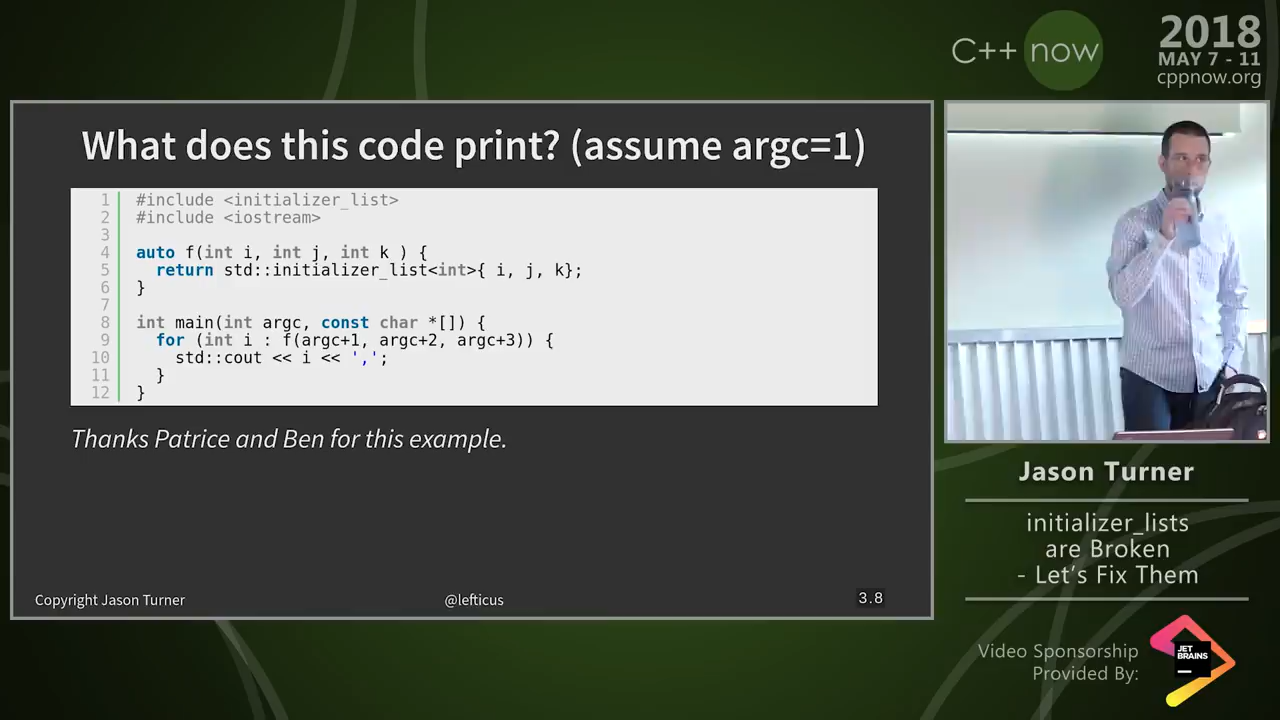 C++ now
2018
MAY 7 - 11
cppnow.org
What does this code print? (assume argc=1)
1 #include <initializer_list>
2 #include <iostream>
3
4 auto f(int i, int j, int k ) {
5   return std::initializer_list<int>{ i, j, k};
6 }
7
8 int main(int argc, const char *[]) {
9   for (int i : f(argc+1, argc+2, argc+3)) {
10     std::cout << i << ',';
11   }
12 }
Thanks Patrice and Ben for this example.
Copyright Jason Turner
@lefticus
3.8
Jason Turner
initializer_lists
are Broken
- Let's Fix Them
Video Sponsorship
Provided By:
JET
BRAINS